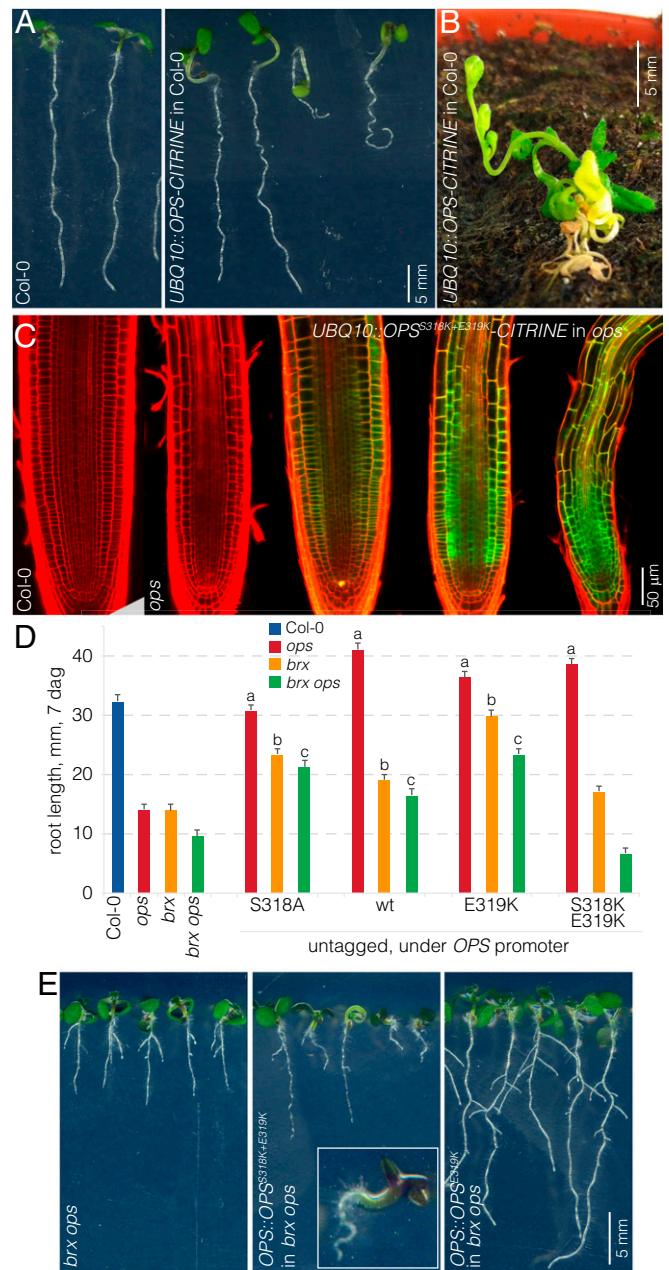 A
Col-0
UBQ10::OPS-CITRINE in Col-0
5 mm
B
UBQ10::OPS-CITRINE in Col-0
5 mm
C
UBQ10::OPS^S318K+E319K-CITRINE in ops
Col-0
ops
50 µm
D
Col-0
ops
brx
brx ops
root length, mm, 7 dag
40
30
20
10
0
a
b
c
a
b
c
a
b
c
a
Col-0
ops
brx
brx ops
S318A
wt
E319K
S318K
E319K
untagged, under OPS promoter
E
brx ops
OPS::OPS^S318K+E319K
in brx ops
OPS::OPS^E319K
in brx ops
5 mm